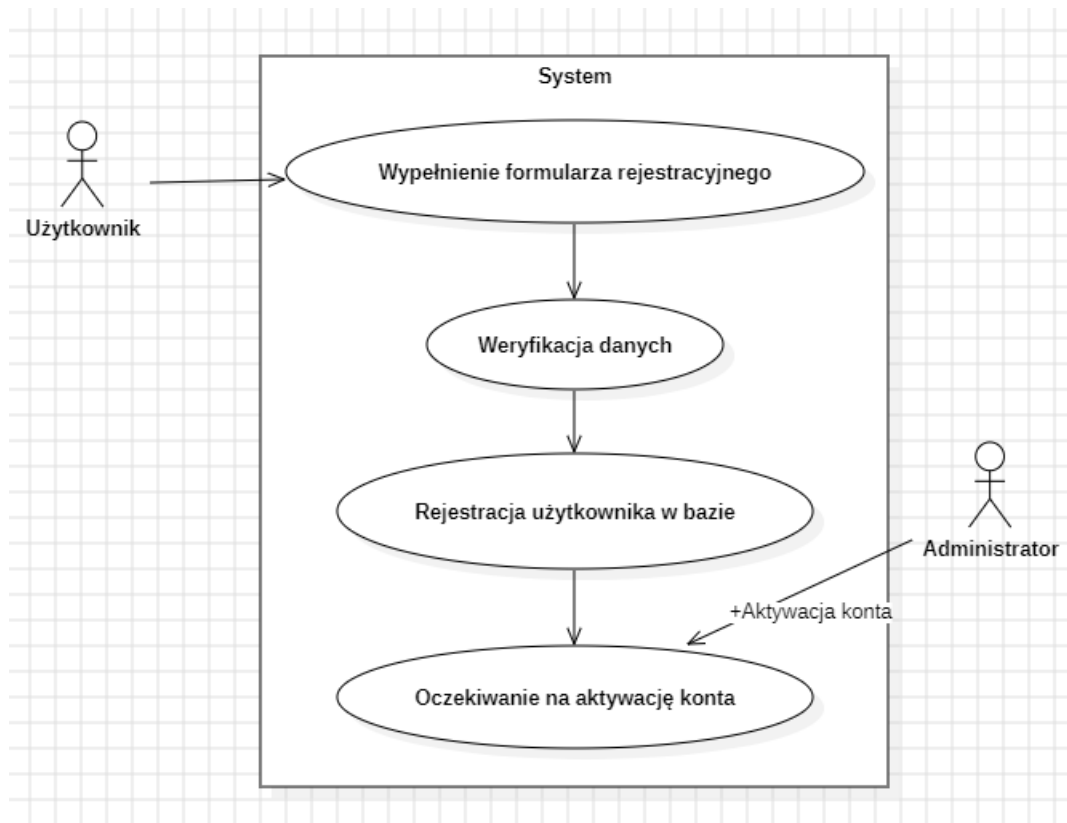 System
Wypełnienie formularza rejestracyjnego
Użytkownik
Weryfikacja danych
Rejestracja użytkownika w bazie
Administrator
+Aktywacja konta
Oczekiwanie na aktywację konta